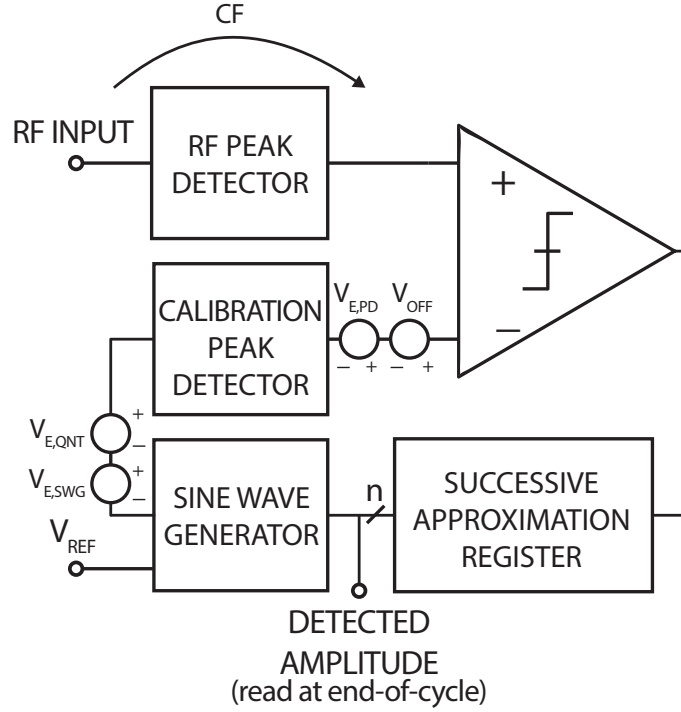 CF
RF INPUT
RF PEAK
DETECTOR
+
−
CALIBRATION
PEAK
DETECTOR
V_E,PD
V_OFF
− + − +
V_E,QNT
+
−
V_E,SWG
+
−
V_REF
SINE WAVE
GENERATOR
n
SUCCESSIVE
APPROXIMATION
REGISTER
DETECTED
AMPLITUDE
(read at end-of-cycle)